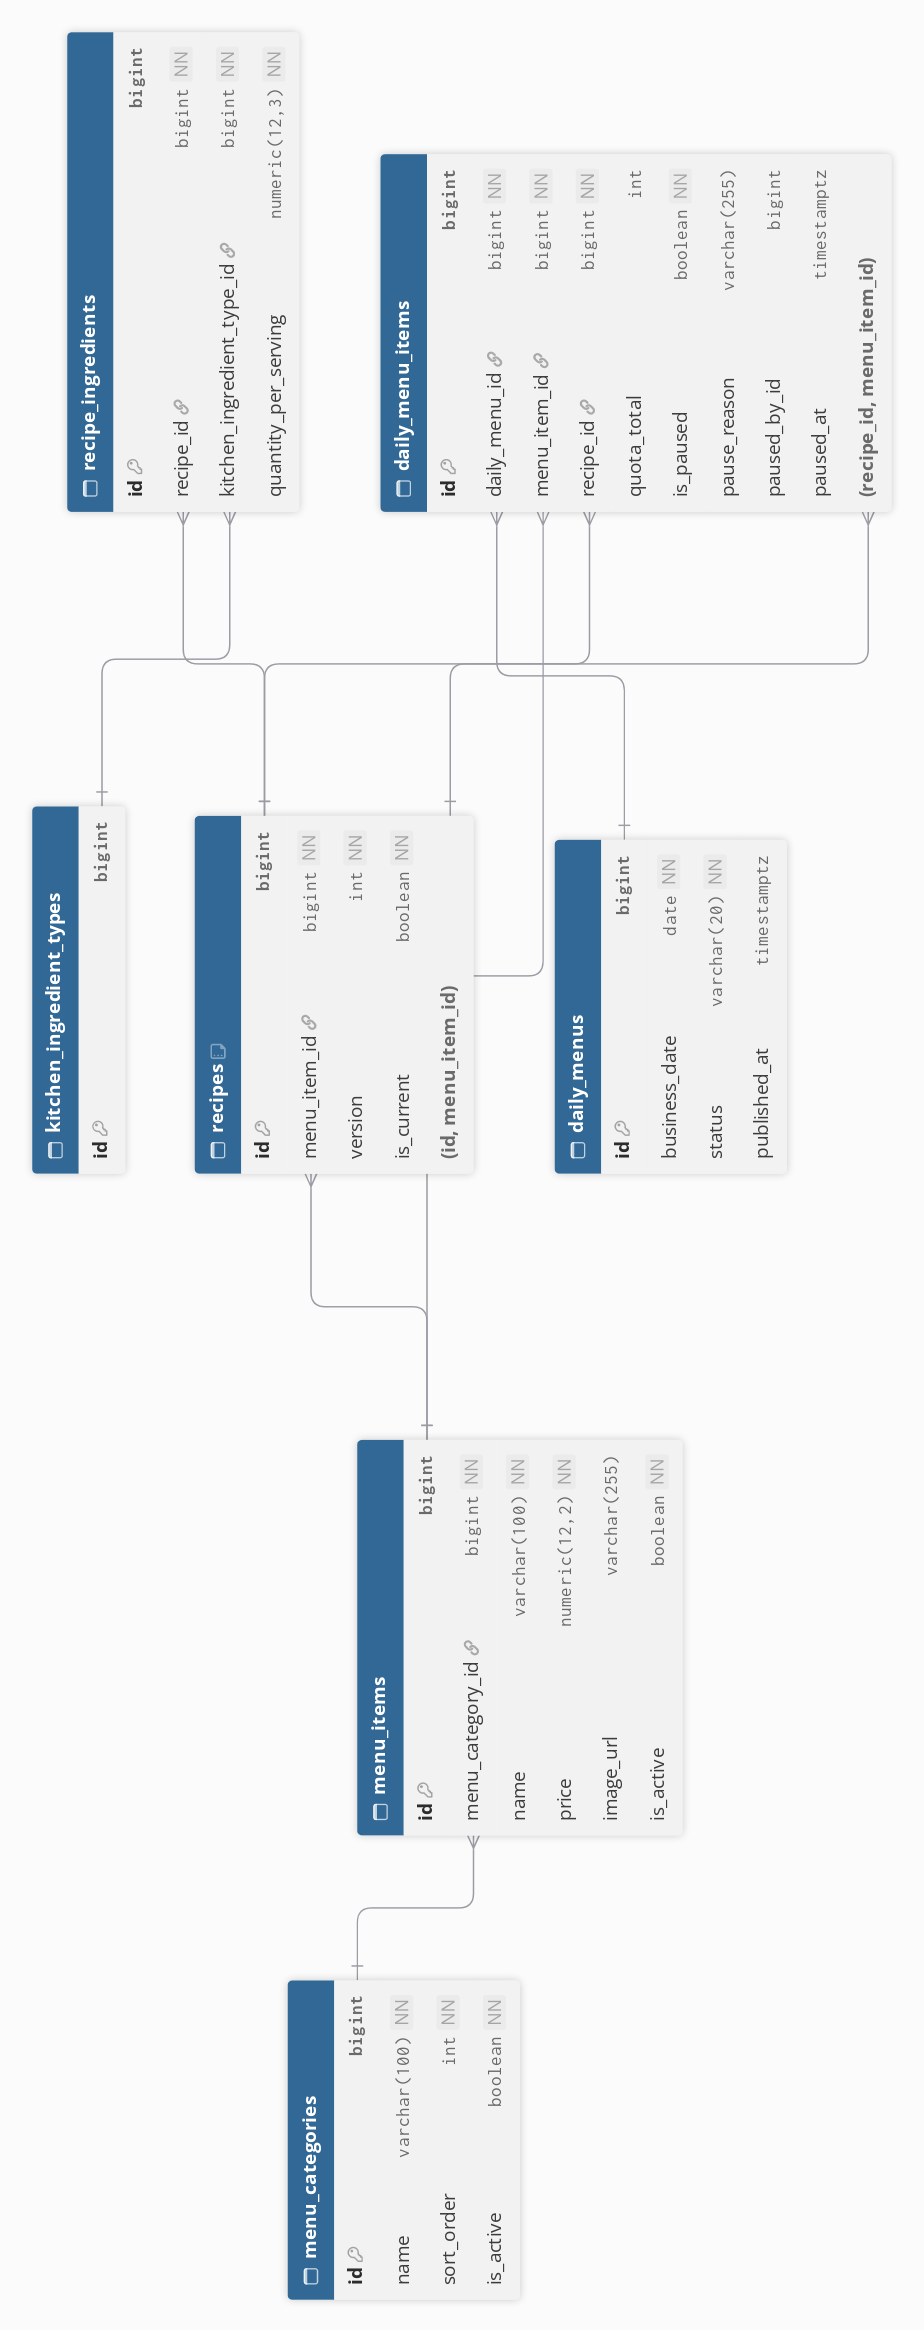 menu_categories
id bigint
name varchar(100) NN
sort_order int NN
is_active boolean NN
menu_items
id bigint
menu_category_id bigint NN
name varchar(100) NN
price numeric(12,2) NN
image_url varchar(255)
is_active boolean NN
kitchen_ingredient_types
id bigint
recipes
id bigint
menu_item_id bigint NN
version int NN
is_current boolean NN
(id, menu_item_id)
daily_menus
id bigint
business_date date NN
status varchar(20) NN
published_at timestamptz
recipe_ingredients
id bigint
recipe_id bigint NN
kitchen_ingredient_type_id bigint NN
quantity_per_serving numeric(12,3) NN
daily_menu_items
id bigint
daily_menu_id bigint NN
menu_item_id bigint NN
recipe_id bigint NN
quota_total int
is_paused boolean NN
pause_reason varchar(255)
paused_by_id bigint
paused_at timestamptz
(recipe_id, menu_item_id)